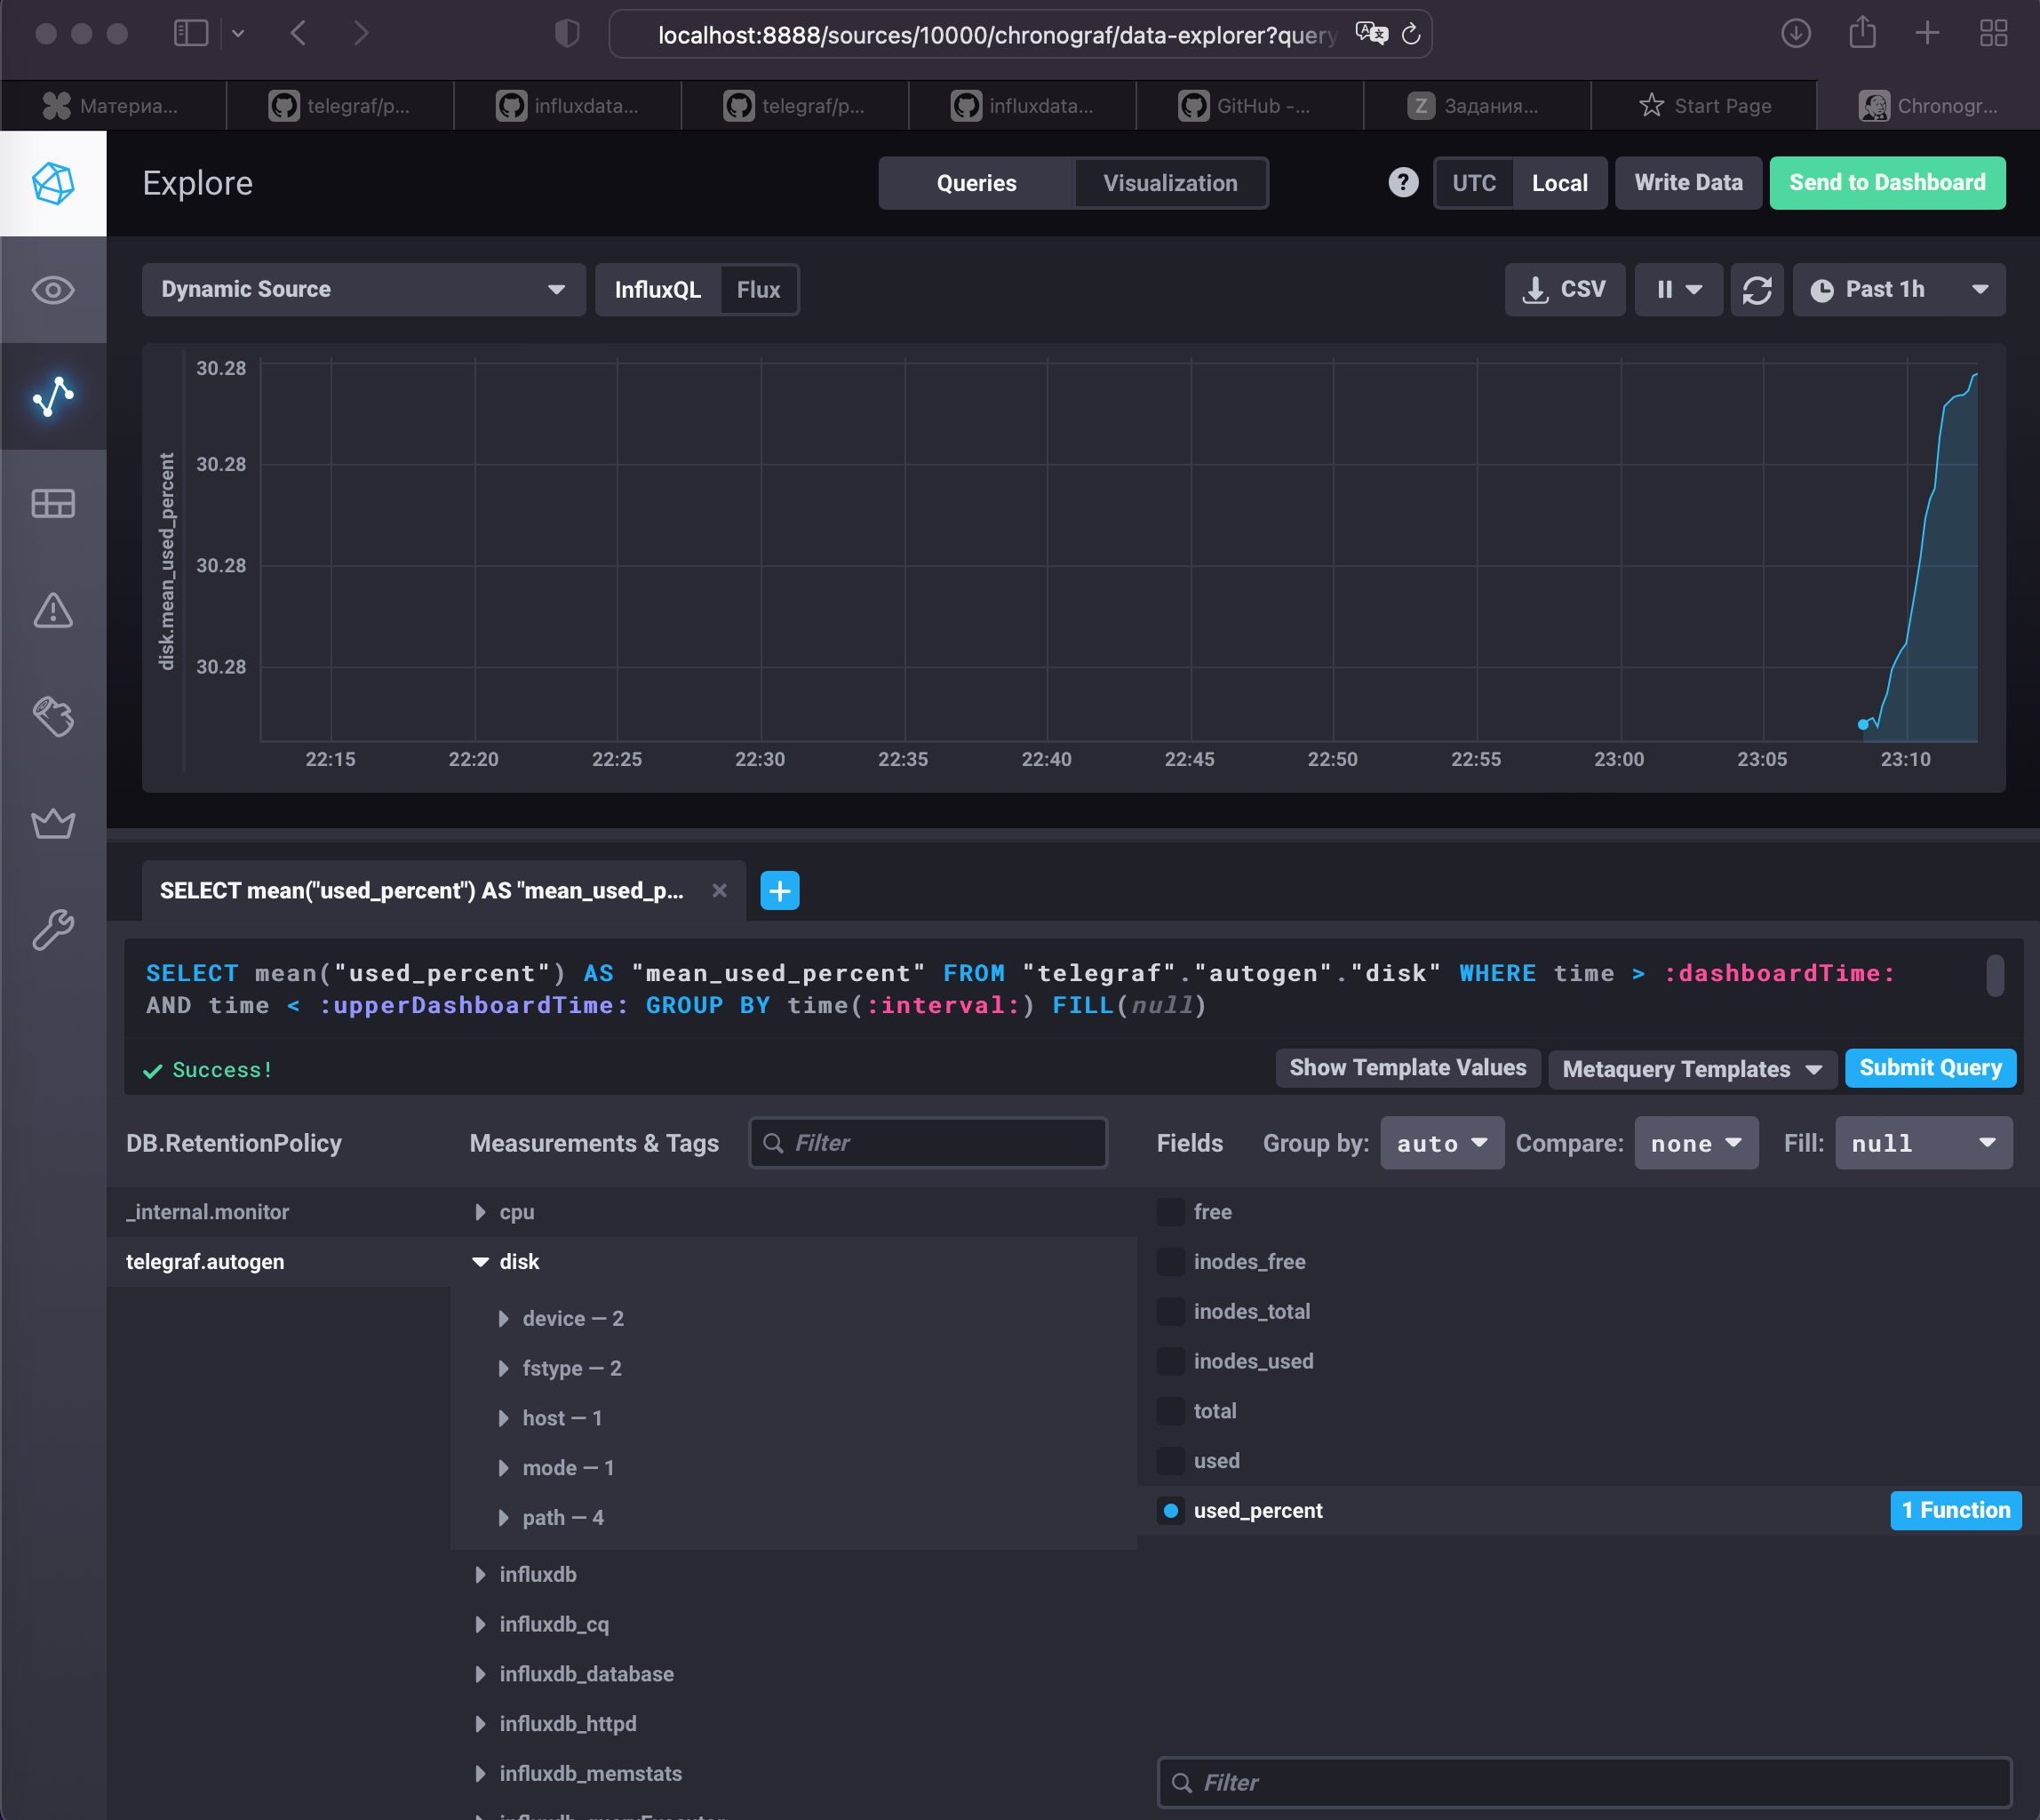 localhost:8888/sources/10000/chronograf/data-explorer?query
Материа...
telegraf/p...
influxdata...
telegraf/p...
influxdata...
GitHub -...
Z
Задания...
Start Page
Chronogr...
Explore
Queries
Visualization
?
UTC
Local
Write Data
Send to Dashboard
Dynamic Source
InfluxQL
Flux
CSV
Past 1h
disk.mean_used_percent
30.28
30.28
30.28
30.28
22:15
22:20
22:25
22:30
22:35
22:40
22:45
22:50
22:55
23:00
23:05
23:10
SELECT mean("used_percent") AS "mean_used_p...
SELECT mean("used_percent") AS "mean_used_percent" FROM "telegraf"."autogen"."disk" WHERE time > :dashboardTime:
AND time < :upperDashboardTime: GROUP BY time(:interval:) FILL(null)
Success!
Show Template Values
Metaquery Templates
Submit Query
DB.RetentionPolicy
Measurements & Tags
Filter
Fields
Group by:
auto
Compare:
none
Fill:
null
_internal.monitor
telegraf.autogen
cpu
disk
device — 2
fstype — 2
host — 1
mode — 1
path — 4
influxdb
influxdb_cq
influxdb_database
influxdb_httpd
influxdb_memstats
free
inodes_free
inodes_total
inodes_used
total
used
used_percent
1 Function
Filter